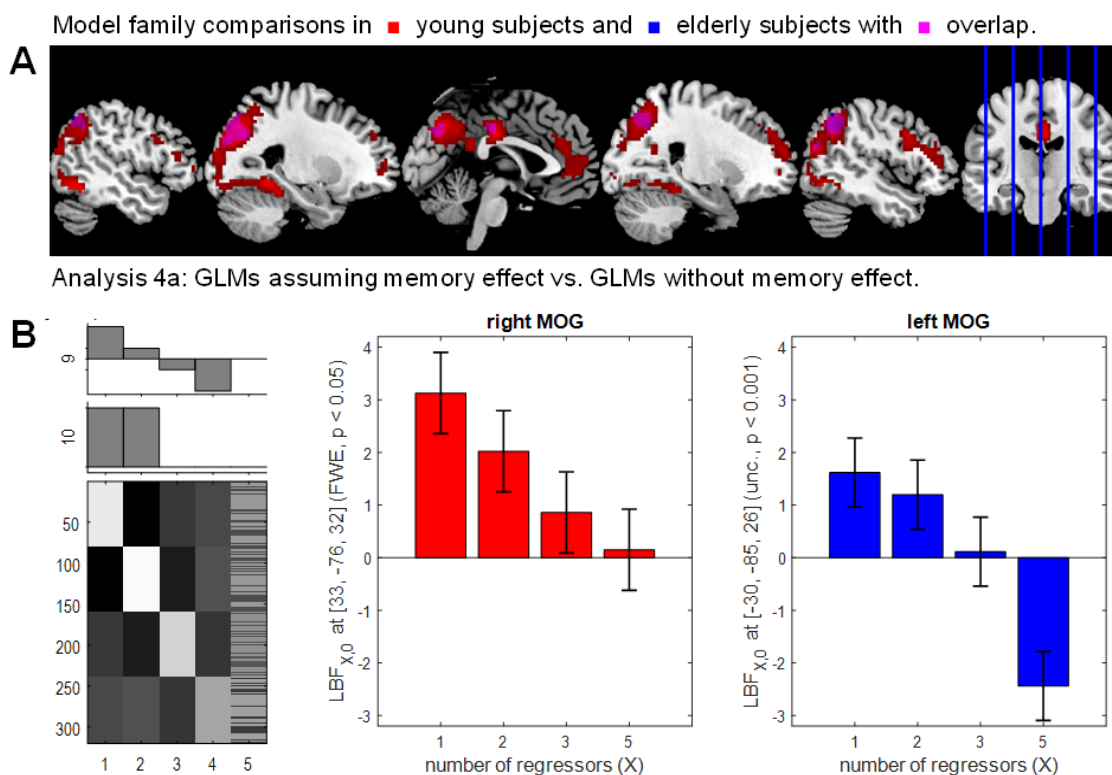 Model family comparisons in ■ young subjects and ■ elderly subjects with ■ overlap.
A
Analysis 4a: GLMs assuming memory effect vs. GLMs without memory effect.
B
9
10
50
100
150
200
250
300
1 2 3 4 5
right MOG
LBF X,0 at [33, -76, 32] (FWE, p < 0.05)
4
3
2
1
0
-1
-2
-3
1 2 3 5
number of regressors (X)
left MOG
LBF X,0 at [-30, -85, 26] (unc., p < 0.001)
4
3
2
1
0
-1
-2
-3
1 2 3 5
number of regressors (X)